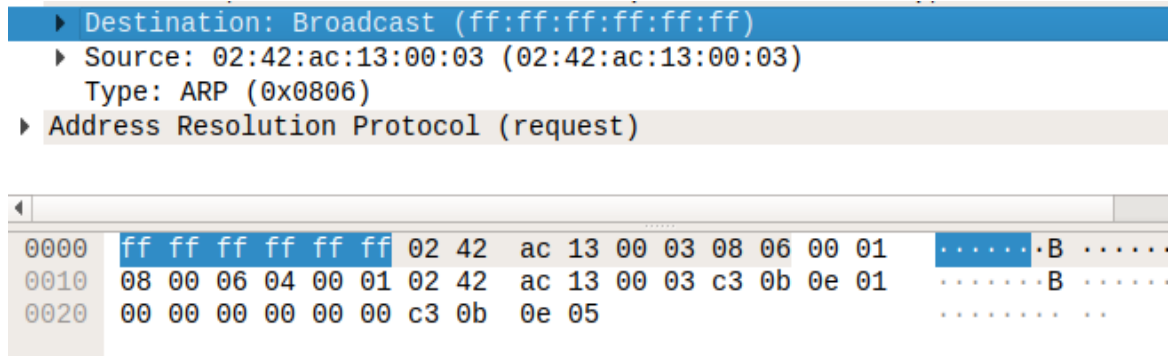 Destination: Broadcast (ff:ff:ff:ff:ff:ff)
Source: 02:42:ac:13:00:03 (02:42:ac:13:00:03)
Type: ARP (0x0806)
Address Resolution Protocol (request)
0000 ff ff ff ff ff ff 02 42 ac 13 00 03 08 06 00 01 ·······B ······
0010 08 00 06 04 00 01 02 42 ac 13 00 03 c3 0b 0e 01 ·······B ······
0020 00 00 00 00 00 00 c3 0b 0e 05 ········ ··